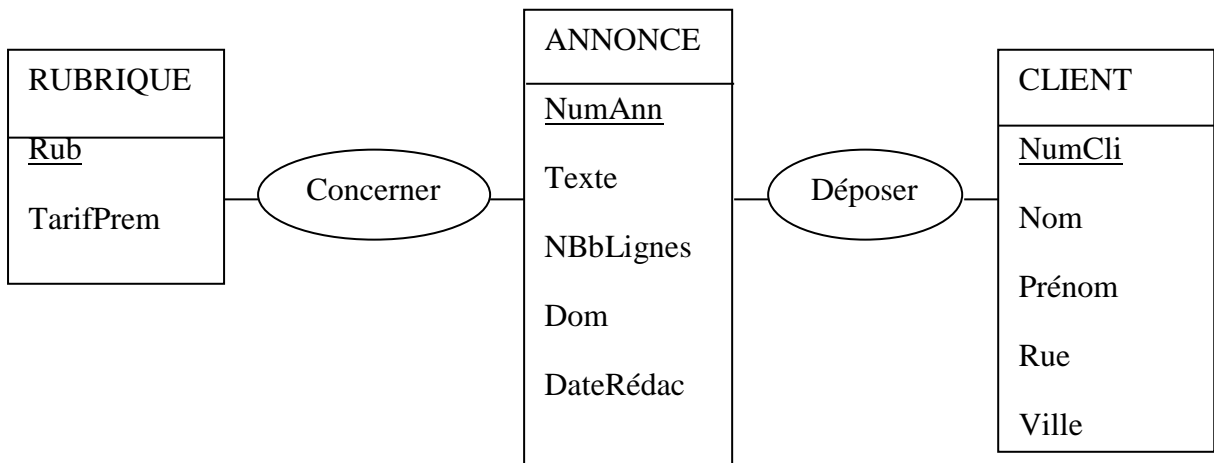 RUBRIQUE
Rub
TarifPrem
Concerner
ANNONCE
NumAnn
Texte
NBbLignes
Dom
DateRédac
Déposer
CLIENT
NumCli
Nom
Prénom
Rue
Ville